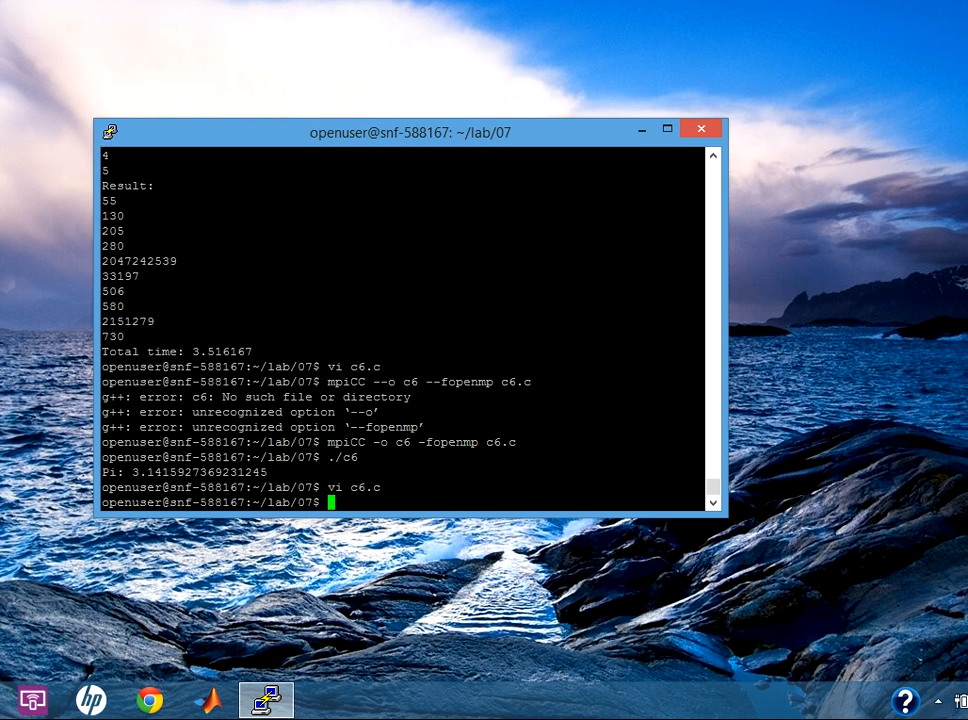 openuser@snf-588167: ~/lab/07
4
5
Result:
55
130
205
280
2047242539
33197
506
580
2151279
730
Total time: 3.516167
openuser@snf-588167:~/lab/07$ vi c6.c
openuser@snf-588167:~/lab/07$ mpiCC --o c6 --fopenmp c6.c
g++: error: c6: No such file or directory
g++: error: unrecognized option ‘--o’
g++: error: unrecognized option ‘--fopenmp’
openuser@snf-588167:~/lab/07$ mpiCC -o c6 -fopenmp c6.c
openuser@snf-588167:~/lab/07$ ./c6
Pi: 3.1415927369231245
openuser@snf-588167:~/lab/07$ vi c6.c
openuser@snf-588167:~/lab/07$
hp
?